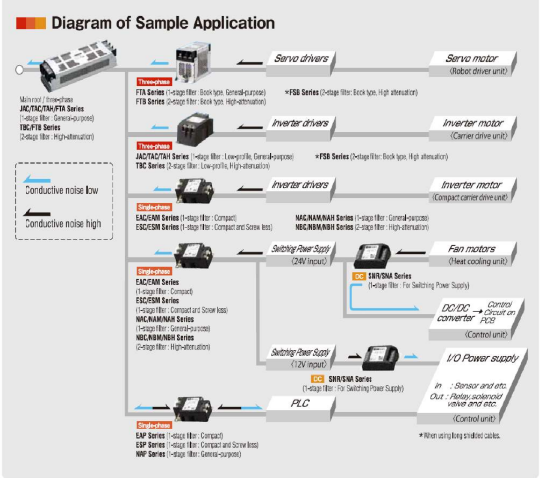 Diagram of Sample Application
Main root / three-phase
JAC/TAC/TAH/FTA Series
(1-stage filter : General-purpose)
TBC/FTB Series
(2-stage filter : High-attenuation)
Conductive noise low
Conductive noise high
Three-phase
FTA Series (1-stage filter : Book type, General-purpose)
FTB Series (2-stage filter : Book type, High-attenuation)
Servo drivers
Servo motor
(Robot driver unit)
*FSB Series (2-stage filter: Book type, High attenuation)
Three-phase
JAC/TAC/TAH Series (1-stage filter : Low-profile, General-purpose)
TBC Series (2-stage filter : Low-profile, High-attenuation)
Inverter drivers
Inverter motor
(Carrier drive unit)
*FSB Series (2-stage filter: Book type, High attenuation)
Single-phase
EAC/EAM Series (1-stage filter : Compact)
ESC/ESM Series (1-stage filter : Compact and Screw less)
Inverter drivers
Inverter motor
(Compact carrier drive unit)
NAC/NAM/NAH Series (1-stage filter : General-purpose)
NBC/NBM/NBH Series (2-stage filter : High-attenuation)
Single-phase
EAC/EAM Series
(1-stage filter : Compact)
ESC/ESM Series
(1-stage filter : Compact and Screw less)
NAC/NAM/NAH Series
(1-stage filter : General-purpose)
NBC/NBM/NBH Series
(2-stage filter : High-attenuation)
Switching Power Supply
(24V input)
DC SNR/SNA Series
(1-stage filter : For Switching Power Supply)
Fan motors
(Heat cooling unit)
DC/DC converter → Control Circuit on PCB
(Control unit)
Switching Power Supply
(12V input)
DC SNR/SNA Series
(1-stage filter : For Switching Power Supply)
I/O Power supply
In : Sensor and etc.
Out : Relay,solenoid
valve and etc.
(Control unit)
Single-phase
EAP Series (1-stage filter : Compact)
ESP Series (1-stage filter : Compact and Screw less)
NAP Series (1-stage filter : General-purpose)
PLC
*When using long shielded cables.